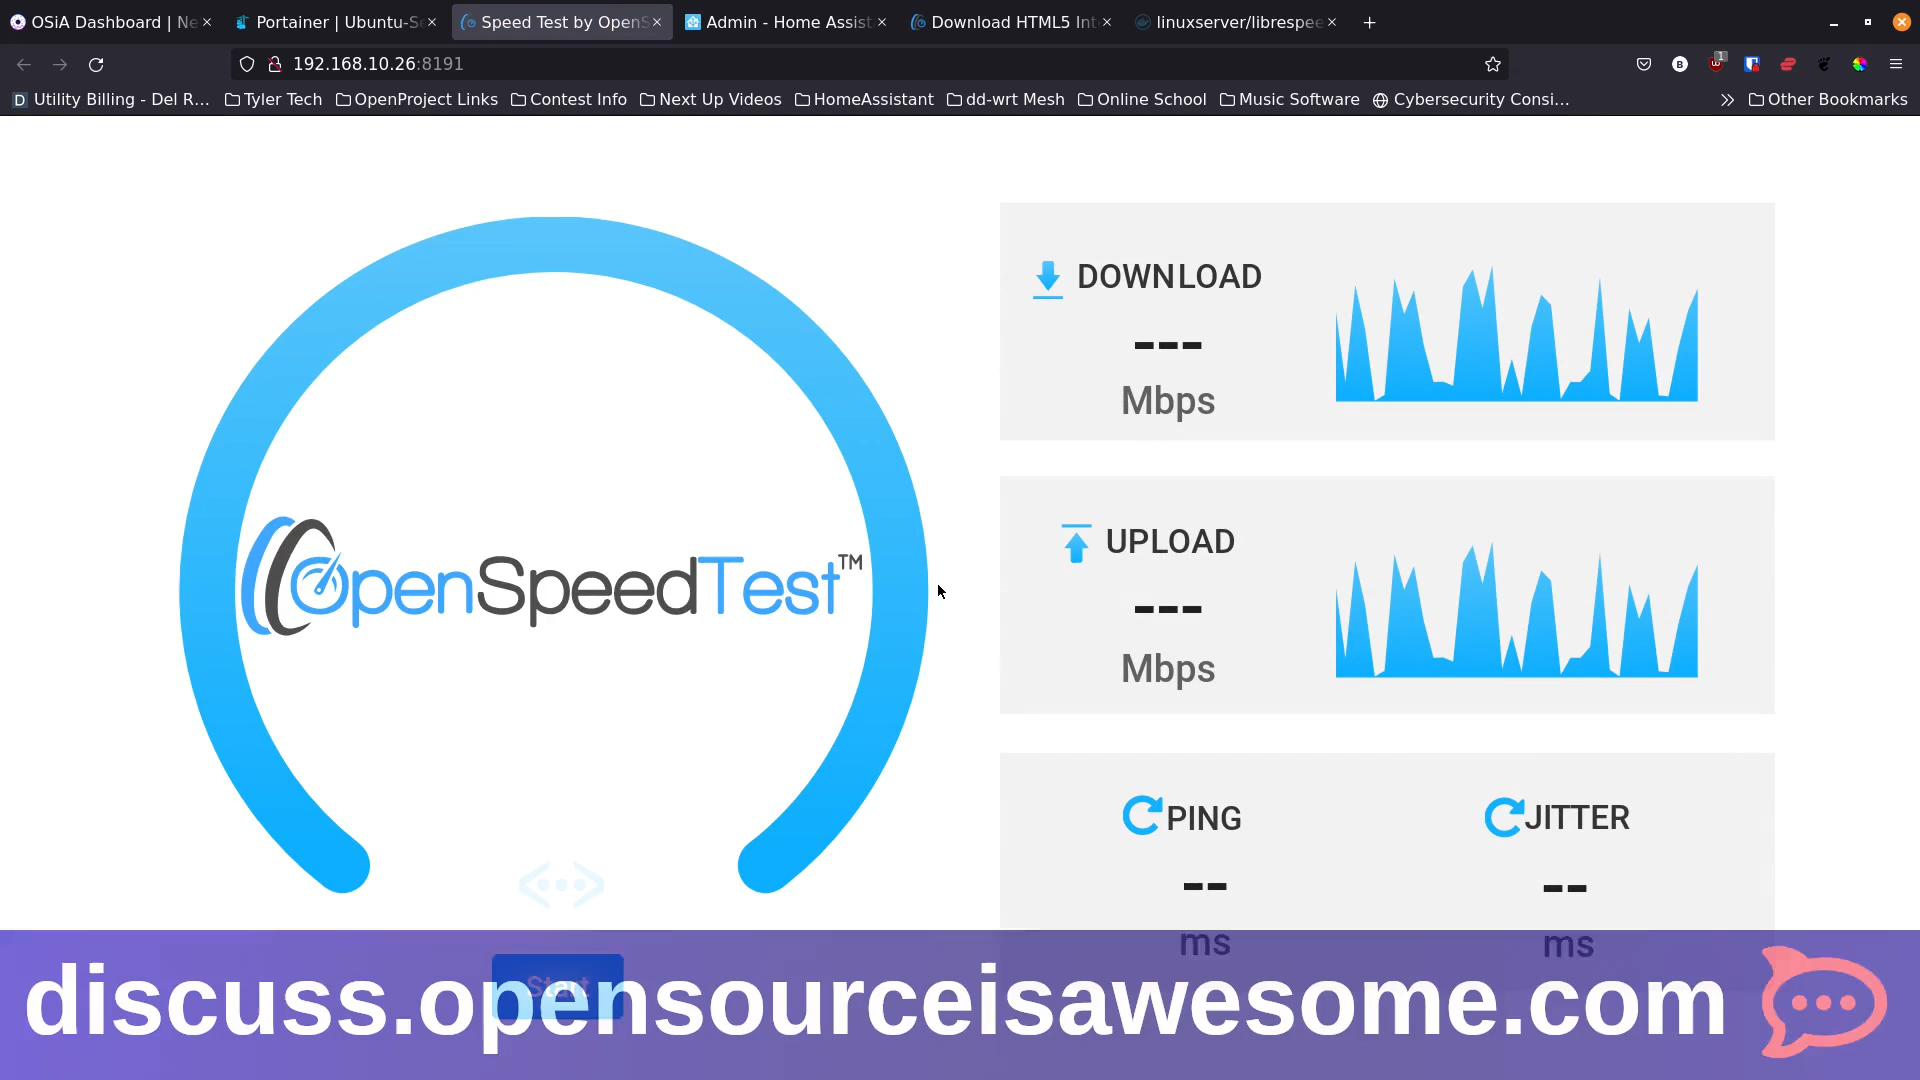 OSiA Dashboard | Ne
Portainer | Ubuntu-Se
Speed Test by OpenS
Admin - Home Assist
Download HTML5 Int
linuxserver/librespee
192.168.10.26:8191
1
Utility Billing - Del R...
Tyler Tech
OpenProject Links
Contest Info
Next Up Videos
HomeAssistant
dd-wrt Mesh
Online School
Music Software
Cybersecurity Consi...
Other Bookmarks
OpenSpeedTest™
DOWNLOAD
---
Mbps
UPLOAD
---
Mbps
PING
--
ms
JITTER
--
ms
Start
discuss.opensourceisawesome.com